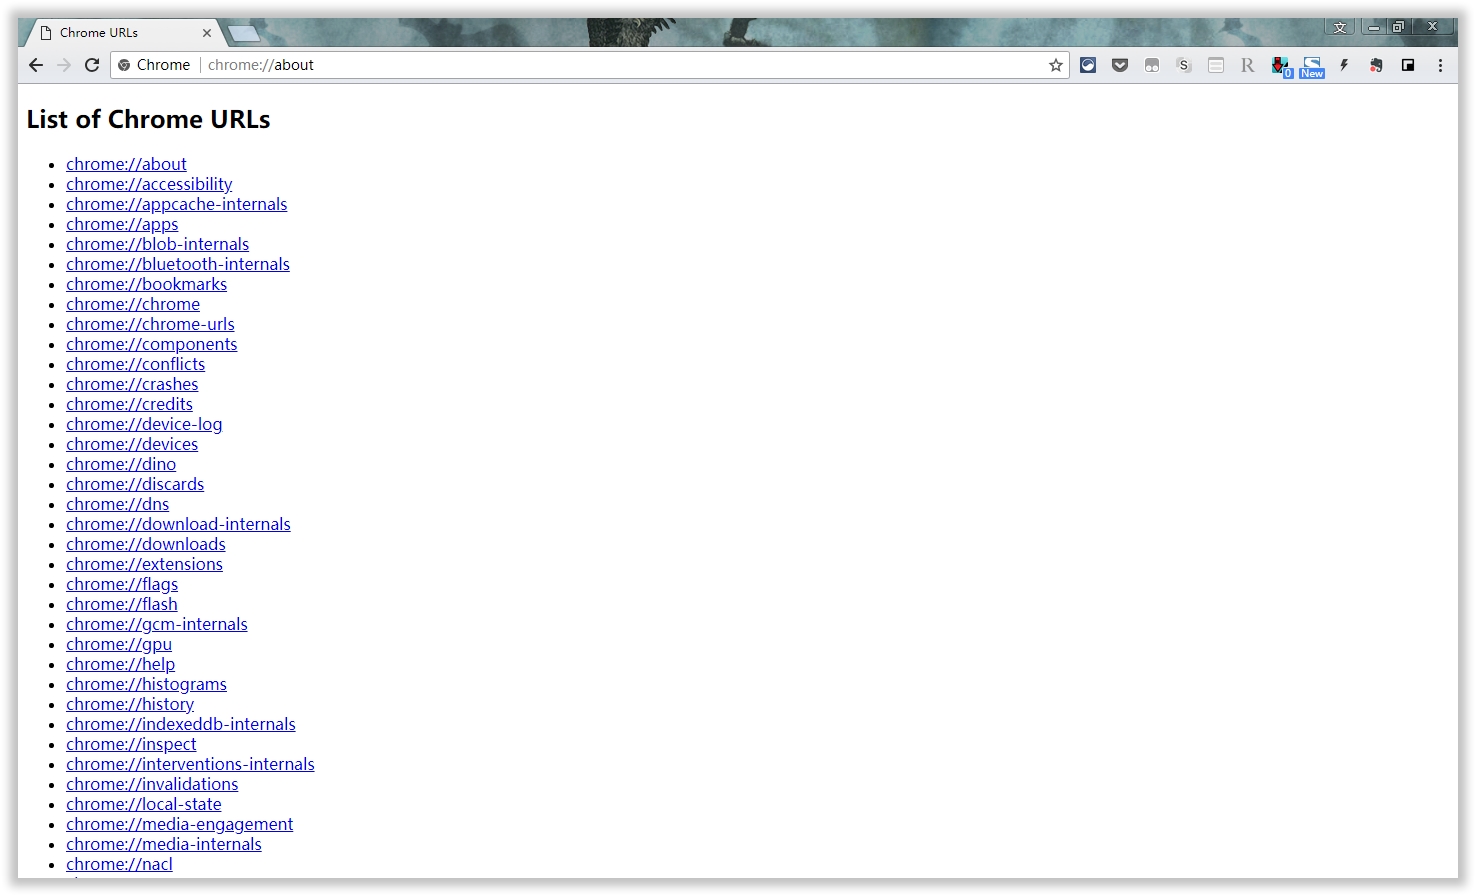 Chrome URLs
文
Chrome chrome://about
S
R
0
New
List of Chrome URLs
chrome://about
chrome://accessibility
chrome://appcache-internals
chrome://apps
chrome://blob-internals
chrome://bluetooth-internals
chrome://bookmarks
chrome://chrome
chrome://chrome-urls
chrome://components
chrome://conflicts
chrome://crashes
chrome://credits
chrome://device-log
chrome://devices
chrome://dino
chrome://discards
chrome://dns
chrome://download-internals
chrome://downloads
chrome://extensions
chrome://flags
chrome://flash
chrome://gcm-internals
chrome://gpu
chrome://help
chrome://histograms
chrome://history
chrome://indexeddb-internals
chrome://inspect
chrome://interventions-internals
chrome://invalidations
chrome://local-state
chrome://media-engagement
chrome://media-internals
chrome://nacl